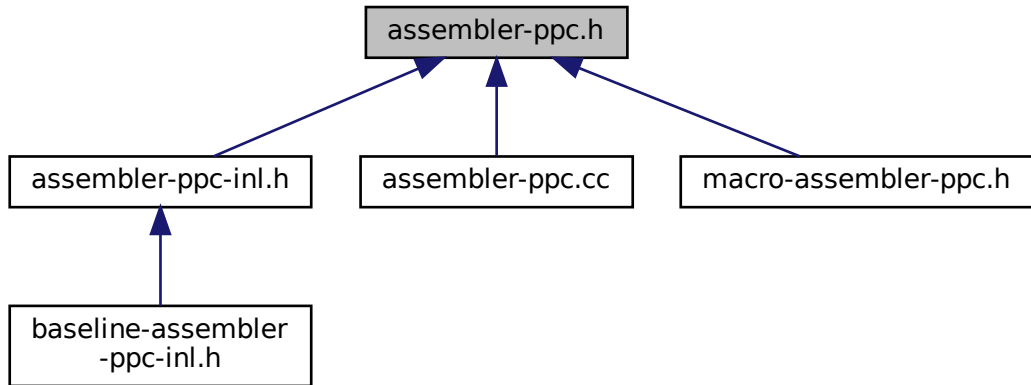 assembler-ppc.h
assembler-ppc-inl.h
assembler-ppc.cc
macro-assembler-ppc.h
baseline-assembler
-ppc-inl.h